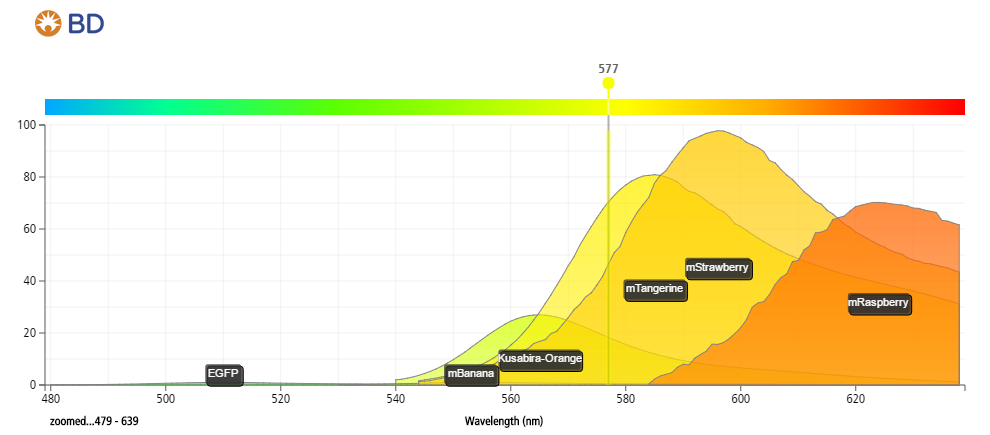 BD
577
100
80
60
40
20
0
mStrawberry
mTangerine
mRaspberry
Kusabira-Orange
EGFP
mBanana
480 500 520 540 560 580 600 620
zoomed...479 - 639
Wavelength (nm)